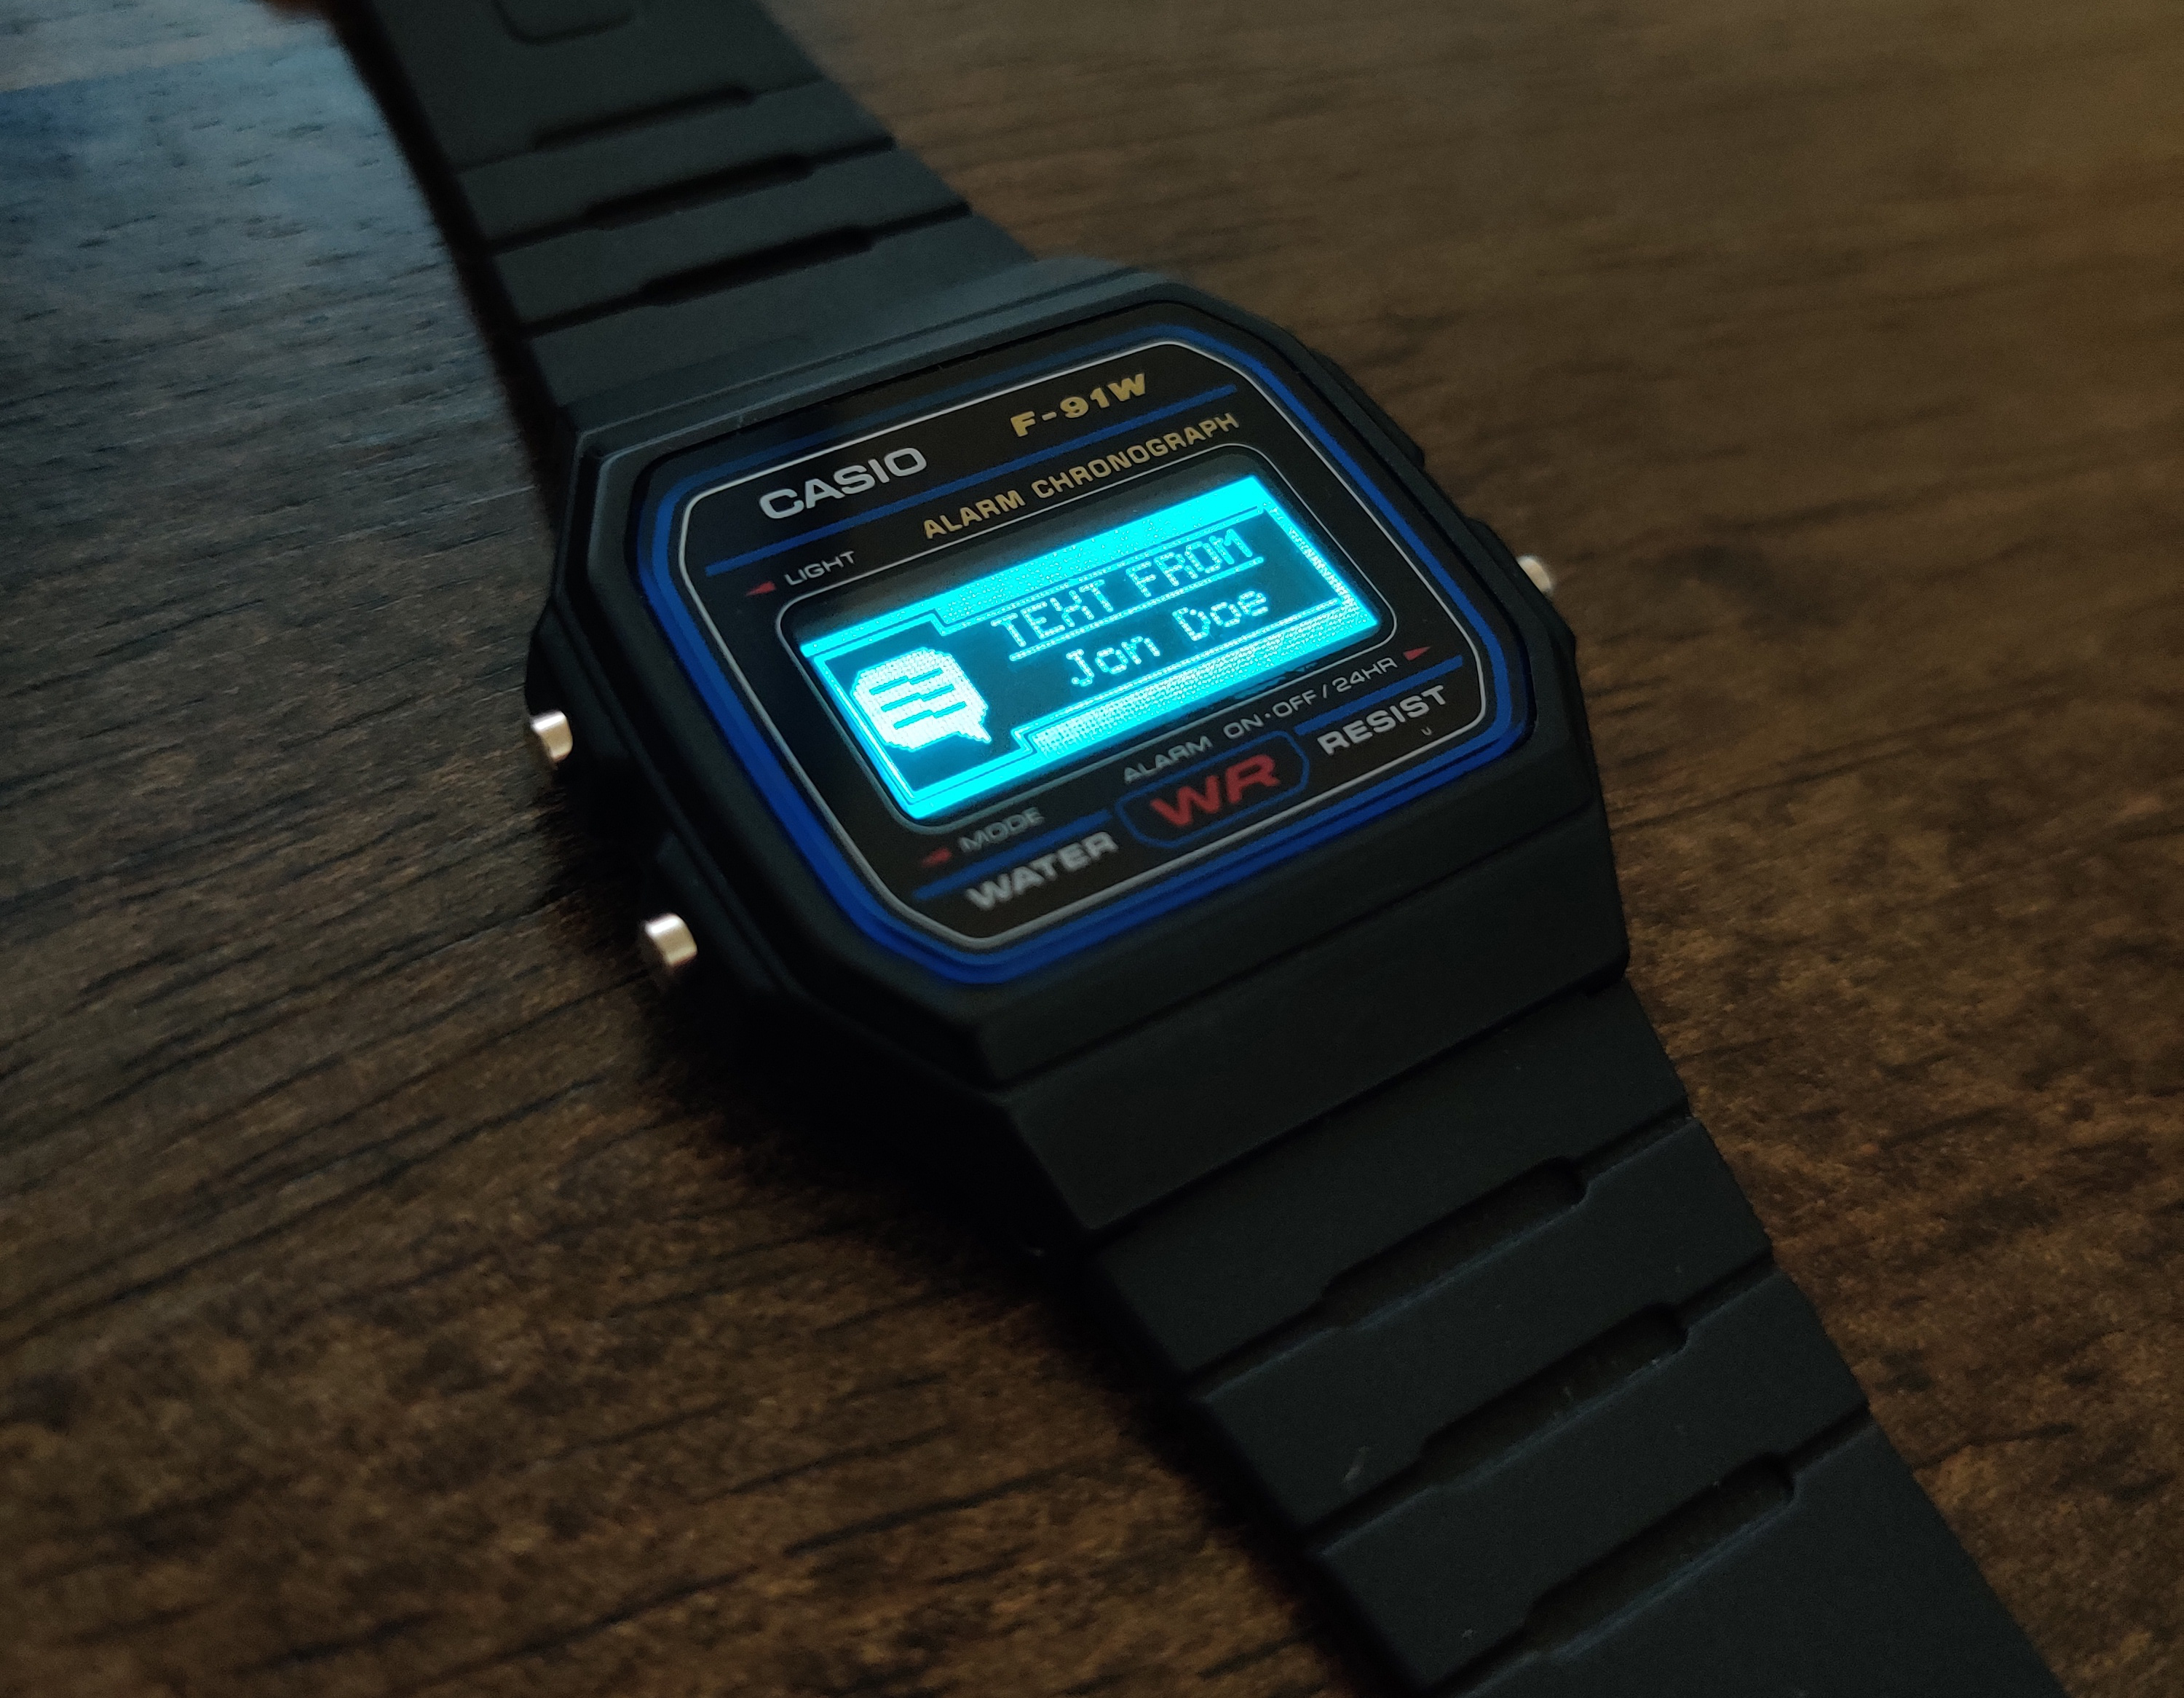 F-91W
CASIO
ALARM CHRONOGRAPH
LIGHT
TEXT FROM
Jon Doe
ALARM ON·OFF/24HR
MODE
WATER WR RESIST